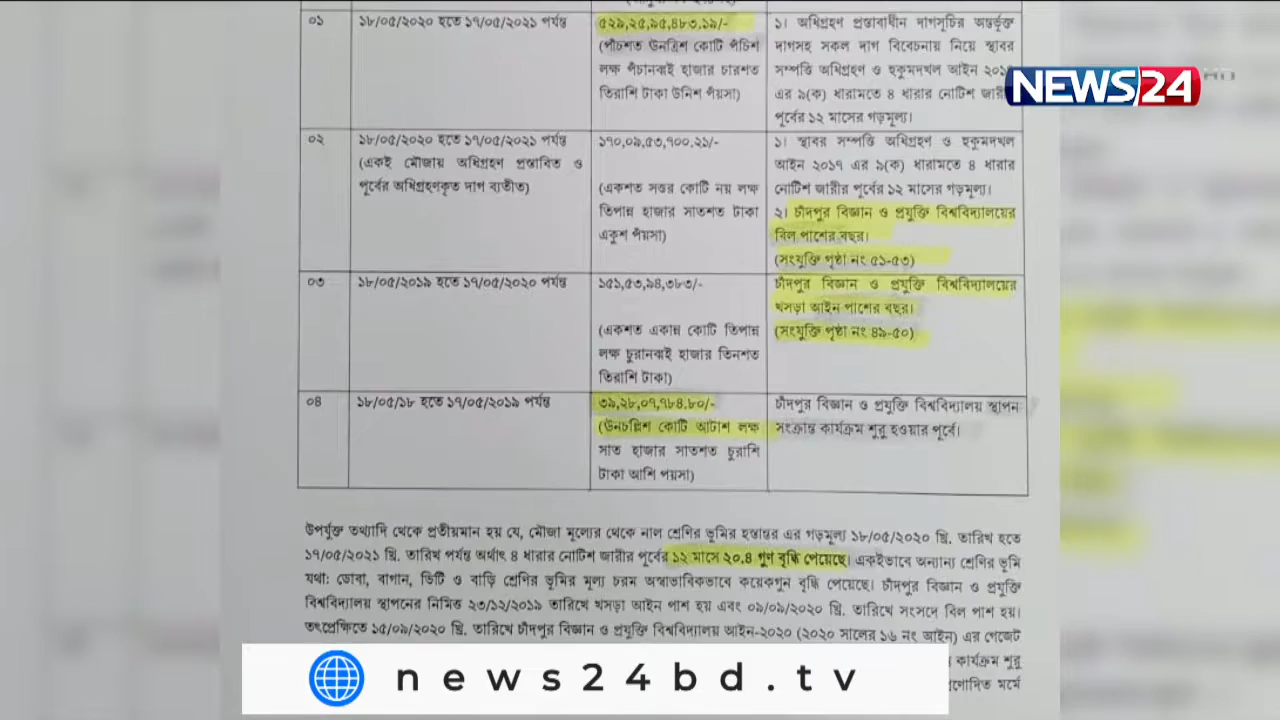 ০১ ১৮/০৫/২০২০ হতে ১৭/০৫/২০২১ পর্যন্ত ৫২৯,২৫,৯৫,৪৮৩.১৯/- ১। অধিগ্রহণ প্রস্তাবাধীন দাগসূচির অন্তর্ভূক্ত
(পাঁচশত ঊনত্রিশ কোটি পঁচিশ দাগসহ সকল দাগ বিবেচনায় নিয়ে স্থাবর
লক্ষ পঁচানব্বই হাজার চারশত সম্পত্তি অধিগ্রহণ ও হুকুমদখল আইন ২০১৭
তিরাশি টাকা উনিশ পঁয়সা) এর ৯(ক) ধারামতে ৪ ধারার নোটিশ জারীর
পূর্বের ১২ মাসের গড়মূল্য।
NEWS24 HD
০২ ১৮/০৫/২০২০ হতে ১৭/০৫/২০২১ পর্যন্ত ১৭০,০৯,৫৩,৭০০.২১/- ১। স্থাবর সম্পত্তি অধিগ্রহণ ও হুকুমদখল
(একই মৌজায় অধিগ্রহণ প্রস্তাবিত ও আইন ২০১৭ এর ৯(ক) ধারামতে ৪ ধারার
পূর্বের অধিগ্রহণকৃত দাগ ব্যতীত) (একশত সত্তর কোটি নয় লক্ষ নোটিশ জারীর পূর্বের ১২ মাসের গড়মূল্য।
তিপান্ন হাজার সাতশত টাকা ২। চাঁদপুর বিজ্ঞান ও প্রযুক্তি বিশ্ববিদ্যালয়ের
একুশ পঁয়সা) বিল পাশের বছর।
(সংযুক্তি পৃষ্ঠা নং ৫১-৫৩)
০৩ ১৮/০৫/২০১৯ হতে ১৭/০৫/২০২০ পর্যন্ত ১৫১,৫৩,৯৪,৩৮৩/- চাঁদপুর বিজ্ঞান ও প্রযুক্তি বিশ্ববিদ্যালয়ের
খসড়া আইন পাশের বছর।
(একশত একান্ন কোটি তিপান্ন (সংযুক্তি পৃষ্ঠা নং ৪৯-৫০)
লক্ষ চুরানব্বই হাজার তিনশত
তিরাশি টাকা)
০৪ ১৮/০৫/১৮ হতে ১৭/০৫/২০১৯ পর্যন্ত ৩৯,২৮,০৭,৭৮৪.৮০/- চাঁদপুর বিজ্ঞান ও প্রযুক্তি বিশ্ববিদ্যালয় স্থাপন
(ঊনচল্লিশ কোটি আটাশ লক্ষ সংক্রান্ত কার্যক্রম শুরু হওয়ার পূর্বে।
সাত হাজার সাতশত চুরাশি
টাকা আশি পয়সা)
উপর্যুক্ত তথ্যাদি থেকে প্রতীয়মান হয় যে, মৌজা মূল্যের থেকে নাল শ্রেণির ভূমির হস্তান্তর এর গড়মূল্য ১৮/০৫/২০২০ খ্রি. তারিখ হতে
১৭/০৫/২০২১ খ্রি. তারিখ পর্যন্ত অর্থাৎ ৪ ধারার নোটিশ জারীর পূর্বের ১২ মাসে ২০.৪ গুণ বৃদ্ধি পেয়েছে। একইভাবে অন্যান্য শ্রেণির ভূমি
যথা: ডোবা, বাগান, ভিটি ও বাড়ি শ্রেণির ভূমির মূল্য চরম অস্বাভাবিকভাবে কয়েকগুন বৃদ্ধি পেয়েছে। চাঁদপুর বিজ্ঞান ও প্রযুক্তি
বিশ্ববিদ্যালয় স্থাপনের নিমিত্ত ২৩/১২/২০১৯ তারিখে খসড়া আইন পাশ হয় এবং ০৯/০৯/২০২০ খ্রি. তারিখে সংসদে বিল পাশ হয়।
তৎপ্রেক্ষিতে ১৫/০৯/২০২০ খ্রি. তারিখে চাঁদপুর বিজ্ঞান ও প্রযুক্তি বিশ্ববিদ্যালয় আইন-২০২০ (২০২০ সালের ১৬ নং আইন) এর গেজেট
কার্যক্রম শুরু
মর্মে
news24bd.tv